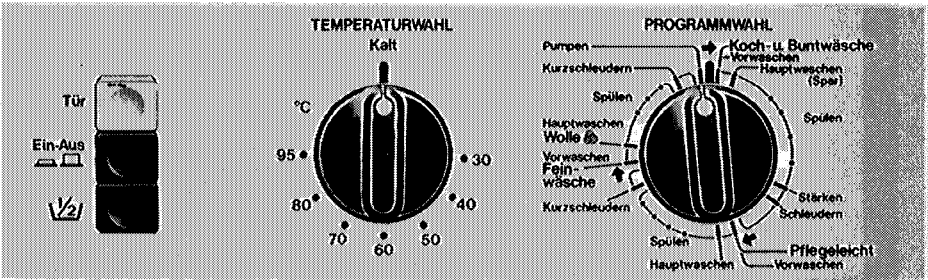 TEMPERATURWAHL
Kalt
°C
30
40
50
60
70
80
95
Tür
Ein-Aus
1/2
PROGRAMMWAHL
Pumpen
Koch- u. Buntwäsche
Vorwaschen
Hauptwaschen
(Spar)
Spülen
Stärken
Schleudern
Pflegeleicht
Vorwaschen
Hauptwaschen
Spülen
Kurzschleudern
Fein-
wäsche
Vorwaschen
Wolle
Hauptwaschen
Spülen
Kurzschleudern